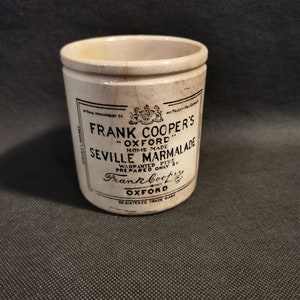 FRANK COOPER'S
"OXFORD"
HOME MADE
SEVILLE MARMALADE
WARRANTED PURE
PREPARED ONLY BY
Frank Cooper
OXFORD
REGISTERED TRADE MARK